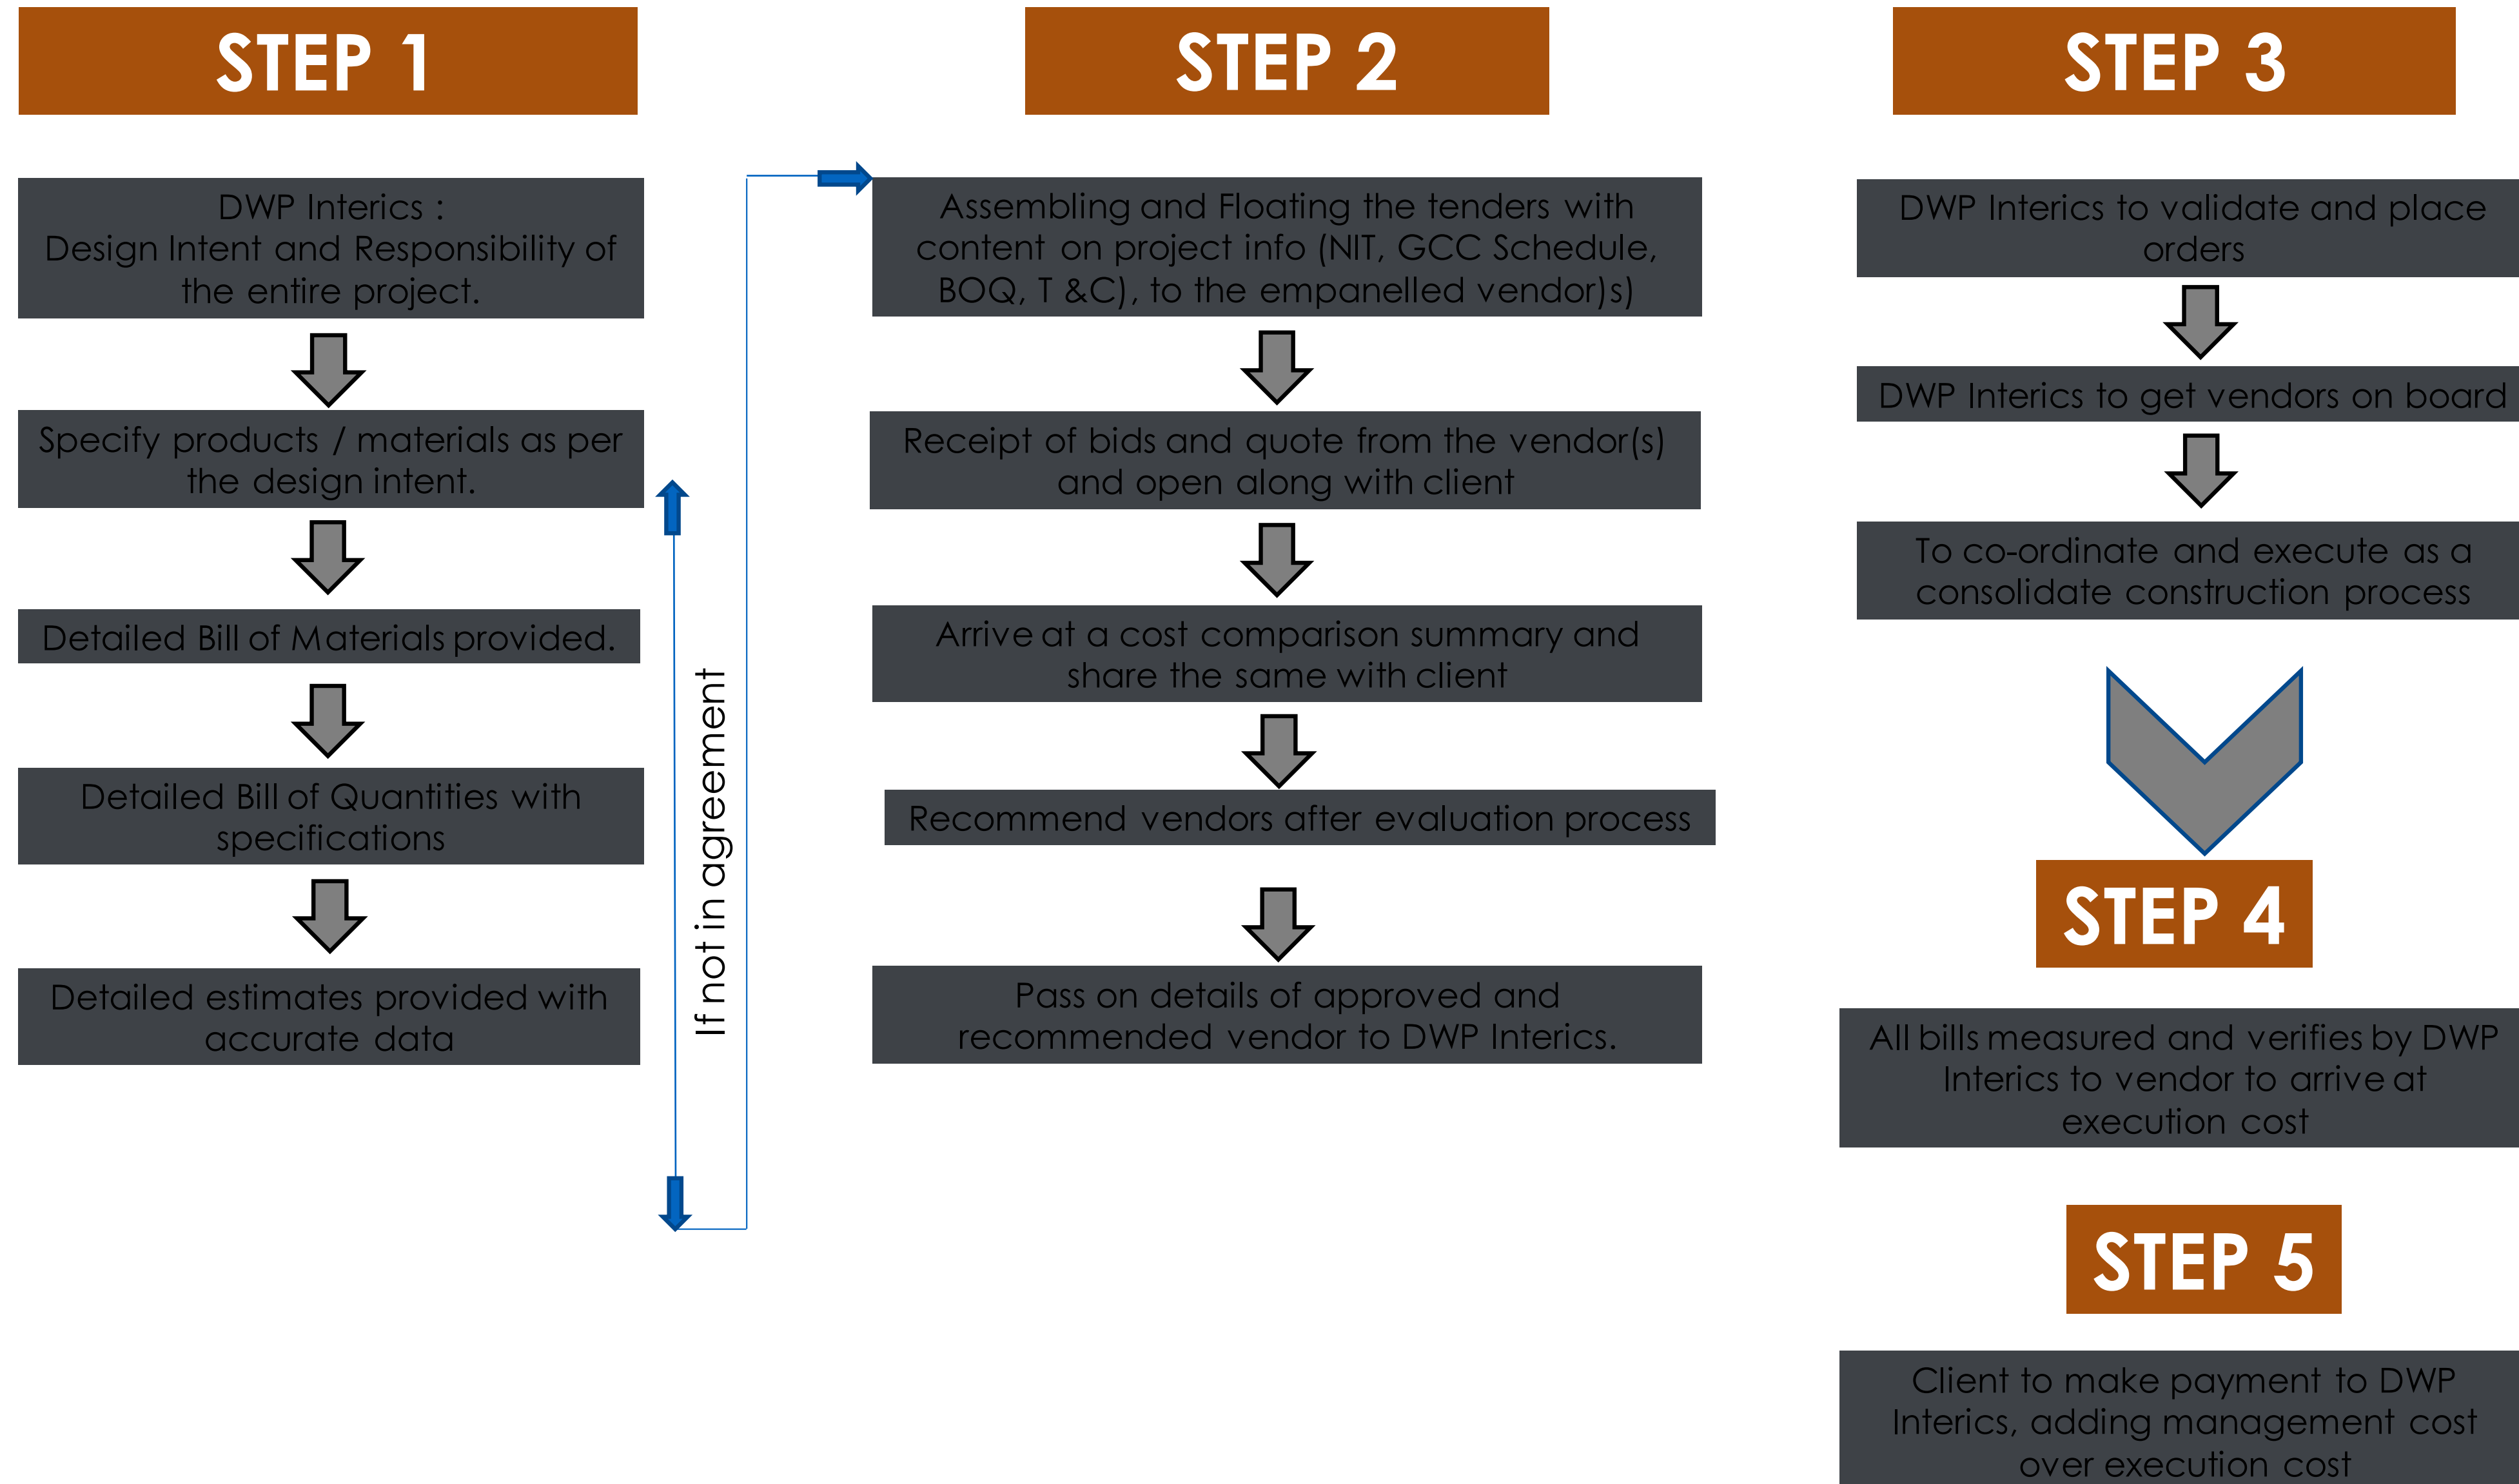 STEP 1
DWP Interics :
Design Intent and Responsibility of
the entire project.
Specify products / materials as per
the design intent.
Detailed Bill of Materials provided.
Detailed Bill of Quantities with
specifications
Detailed estimates provided with
accurate data
If not in agreement
STEP 2
Assembling and Floating the tenders with
content on project info (NIT, GCC Schedule,
BOQ, T &C), to the empanelled vendor)s)
Receipt of bids and quote from the vendor(s)
and open along with client
Arrive at a cost comparison summary and
share the same with client
Recommend vendors after evaluation process
Pass on details of approved and
recommended vendor to DWP Interics.
STEP 3
DWP Interics to validate and place
orders
DWP Interics to get vendors on board
To co-ordinate and execute as a
consolidate construction process
STEP 4
All bills measured and verifies by DWP
Interics to vendor to arrive at
execution cost
STEP 5
Client to make payment to DWP
Interics, adding management cost
over execution cost